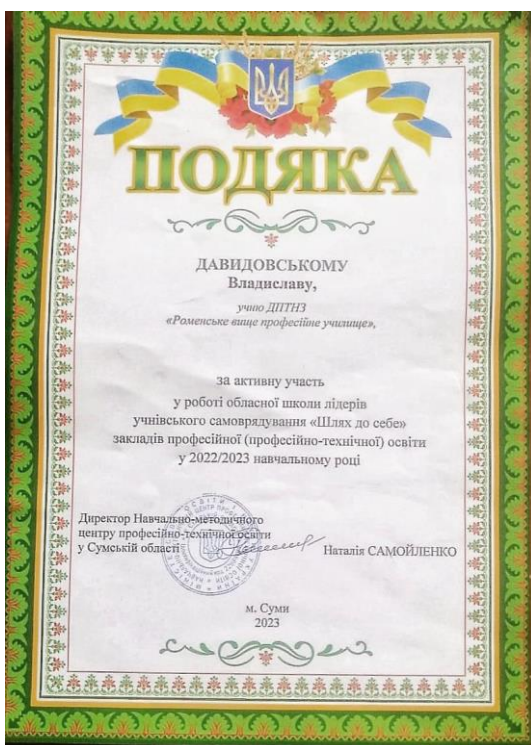 ПОДЯКА
ДАВИДОВСЬКОМУ
Владиславу,
учню ДПТНЗ
«Роменське вище професійне училище»,
за активну участь
у роботі обласної школи лідерів
учнівського самоврядування «Шлях до себе»
закладів професійної (професійно-технічної) освіти
у 2022/2023 навчальному році
Директор Навчально-методичного
центру професійно-технічної освіти
у Сумській області
Наталія САМОЙЛЕНКО
м. Суми
2023